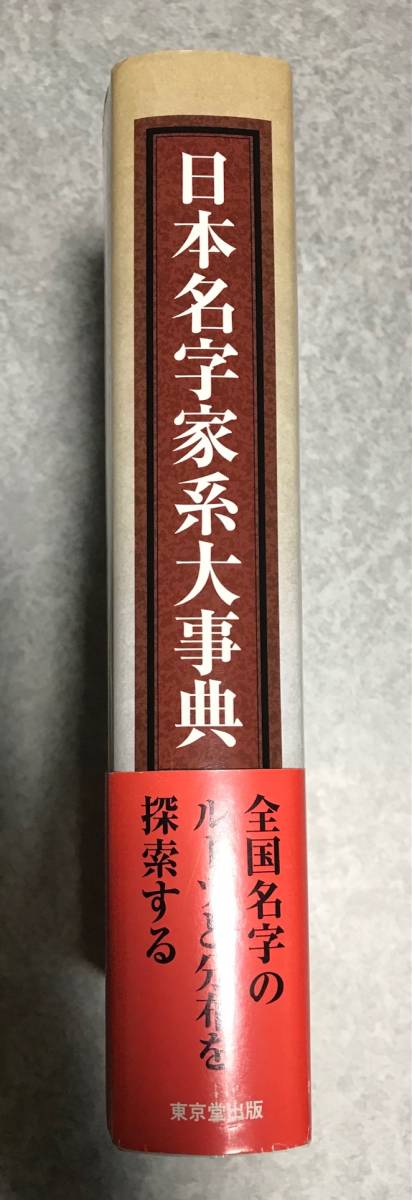 日本名字家系大事典
全国名字の
ルーツと分布を
探索する
東京堂出版